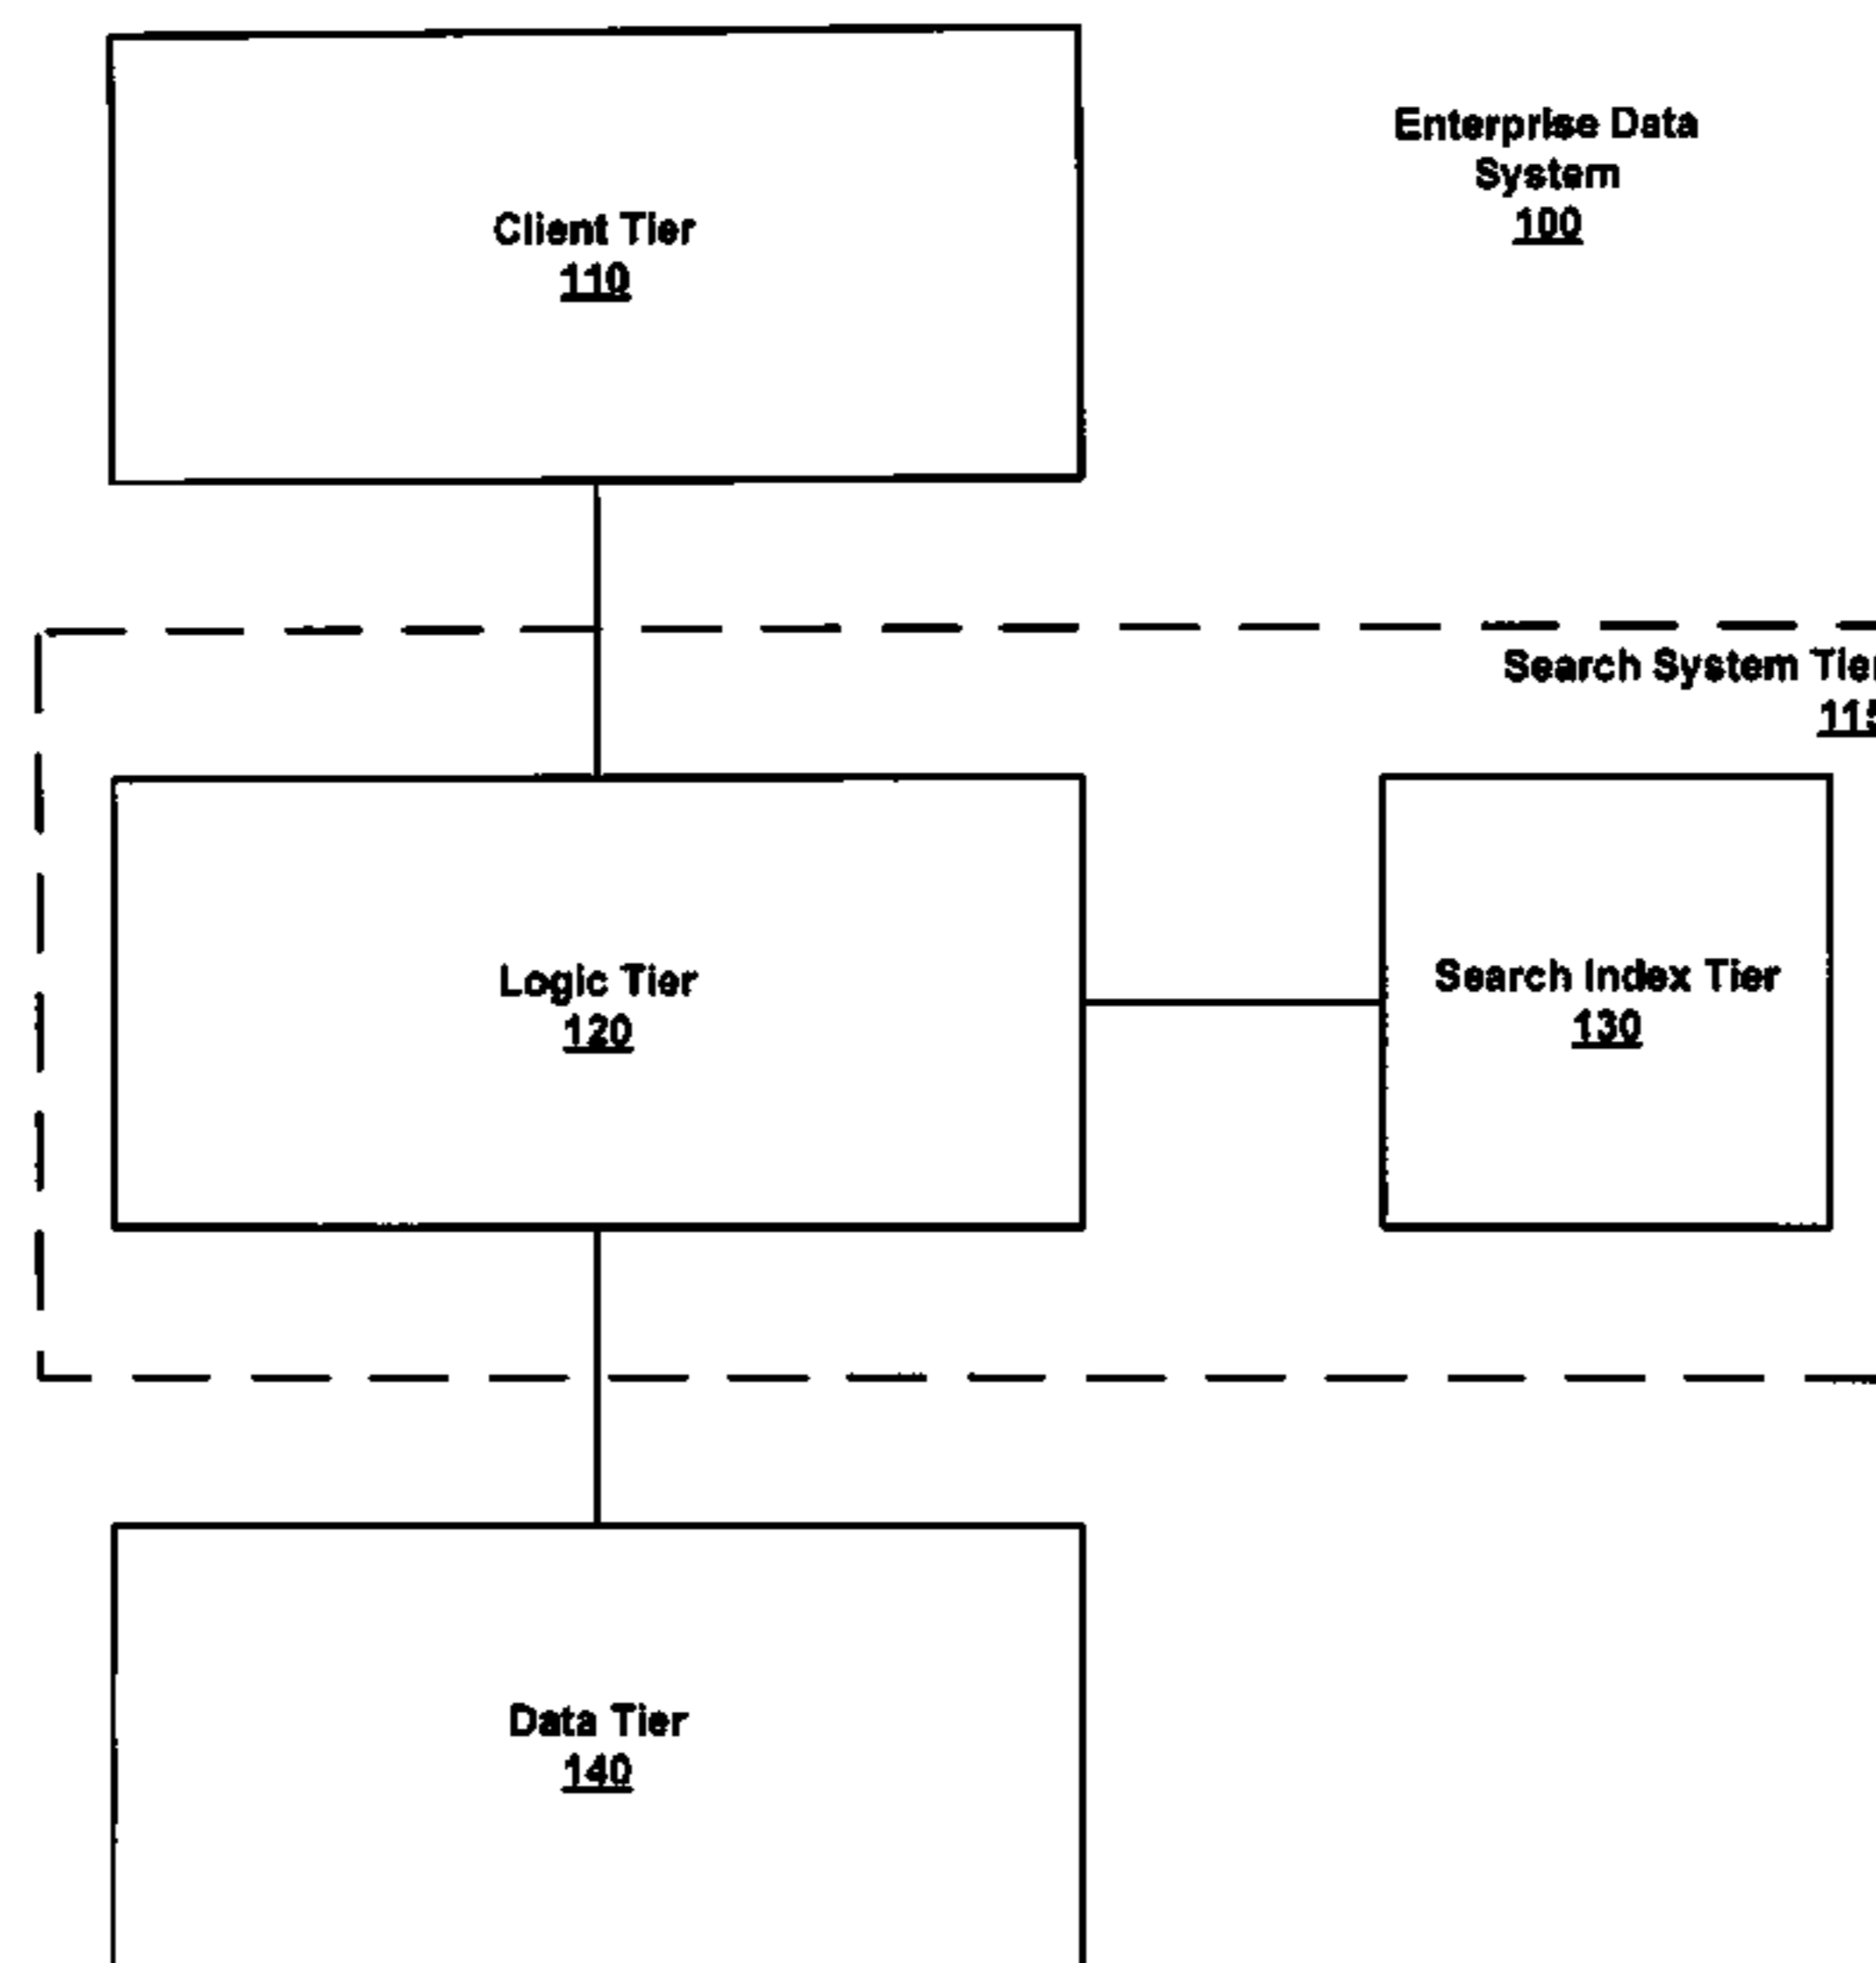 Client Tier
110
Enterprise Data
System
100
Search System Tier
115
Logic Tier
120
Search Index Tier
130
Data Tier
140